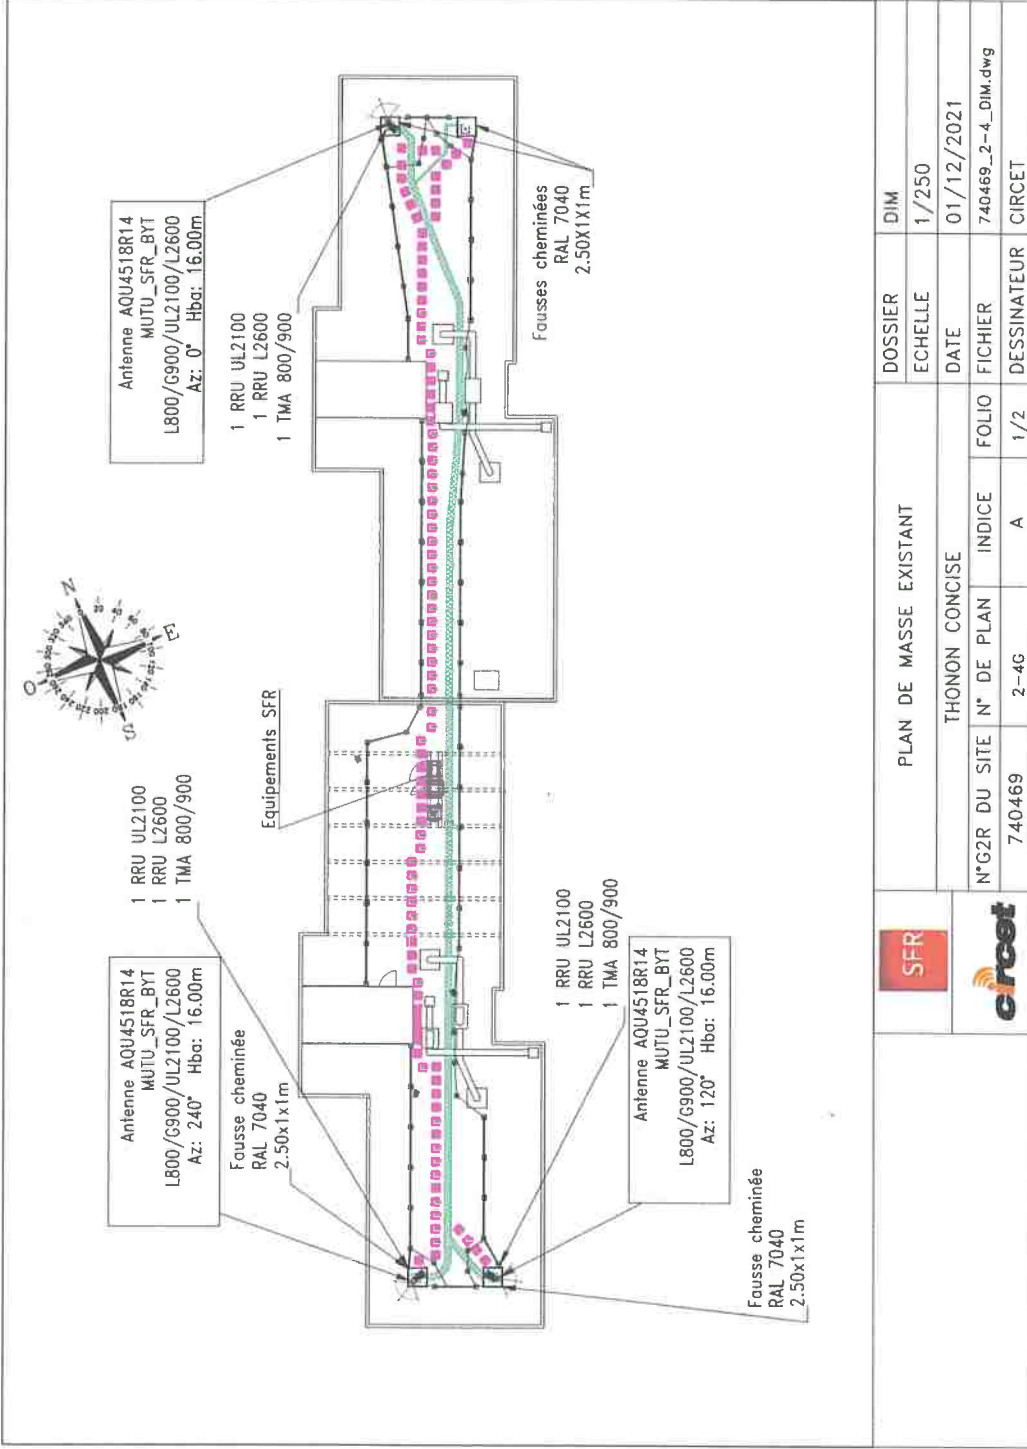 Antenne AQU4518R14
MUTU_SFR_BYT
L800/G900/UL2100/L2600
Az: 240° Hba: 16.00m
Fausse cheminée
RAL 7040
2.50x1x1m
1 RRU UL2100
1 RRU L2600
1 TMA 800/900
Equipements SFR
N
E
S
O
Antenne AQU4518R14
MUTU_SFR_BYT
L800/G900/UL2100/L2600
Az: 0° Hba: 16.00m
1 RRU UL2100
1 RRU L2600
1 TMA 800/900
Fausses cheminées
RAL 7040
2.50X1X1m
1 RRU UL2100
1 RRU L2600
1 TMA 800/900
Antenne AQU4518R14
MUTU_SFR_BYT
L800/G900/UL2100/L2600
Az: 120° Hba: 16.00m
Fausse cheminée
RAL 7040
2.50x1x1m
SFR
circet
PLAN DE MASSE EXISTANT
THONON CONCISE
N°G2R DU SITE
N° DE PLAN
INDICE
FOLIO
740469
2-4G
A
1/2
DOSSIER
DIM
ECHELLE
1/250
DATE
01/12/2021
FICHIER
740469_2-4_DIM.dwg
DESSINATEUR
CIRCET